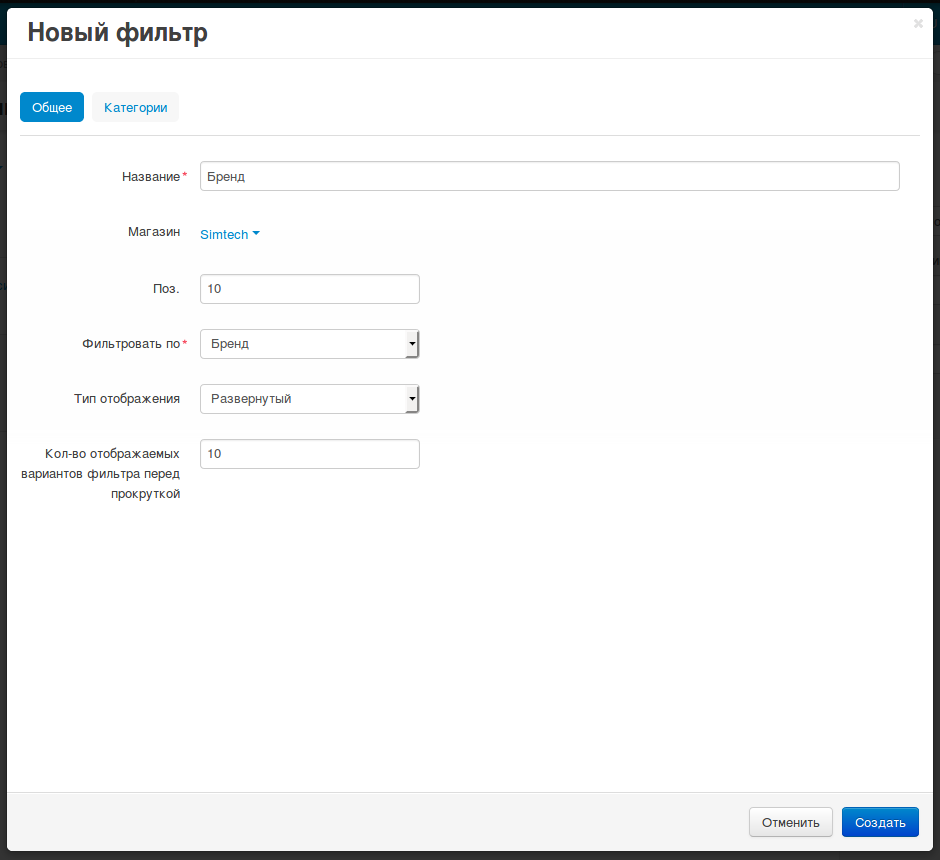 Новый фильтр
×
Общее Категории
Название* Бренд
Магазин Simtech
Поз. 10
Фильтровать по* Бренд
Тип отображения Развернутый
Кол-во отображаемых 10
вариантов фильтра перед
прокруткой
Отменить Создать